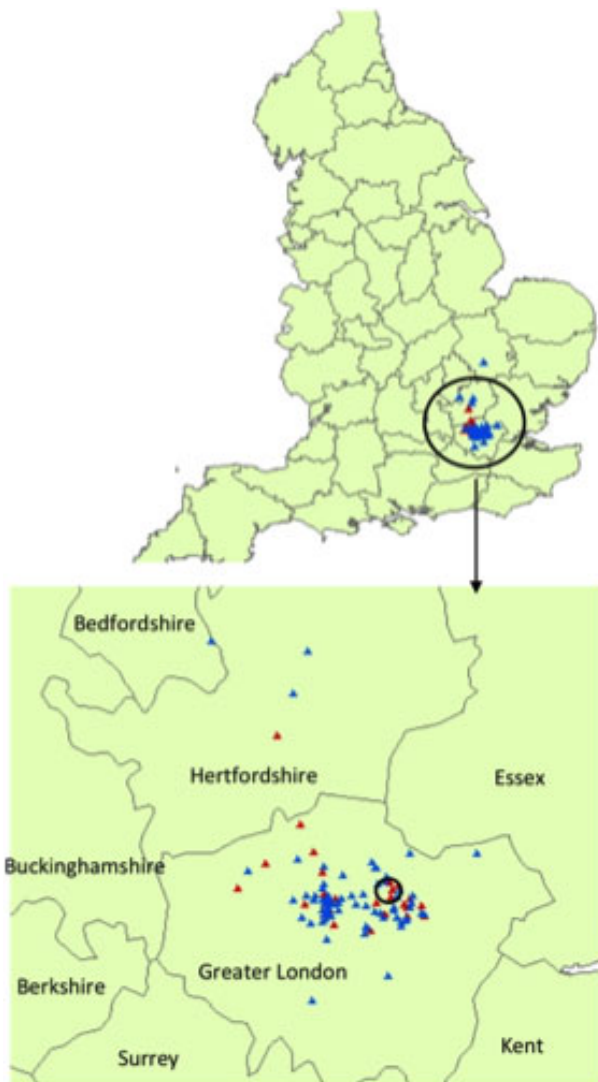 Bedfordshire
Hertfordshire
Essex
Buckinghamshire
Greater London
Berkshire
Kent
Surrey